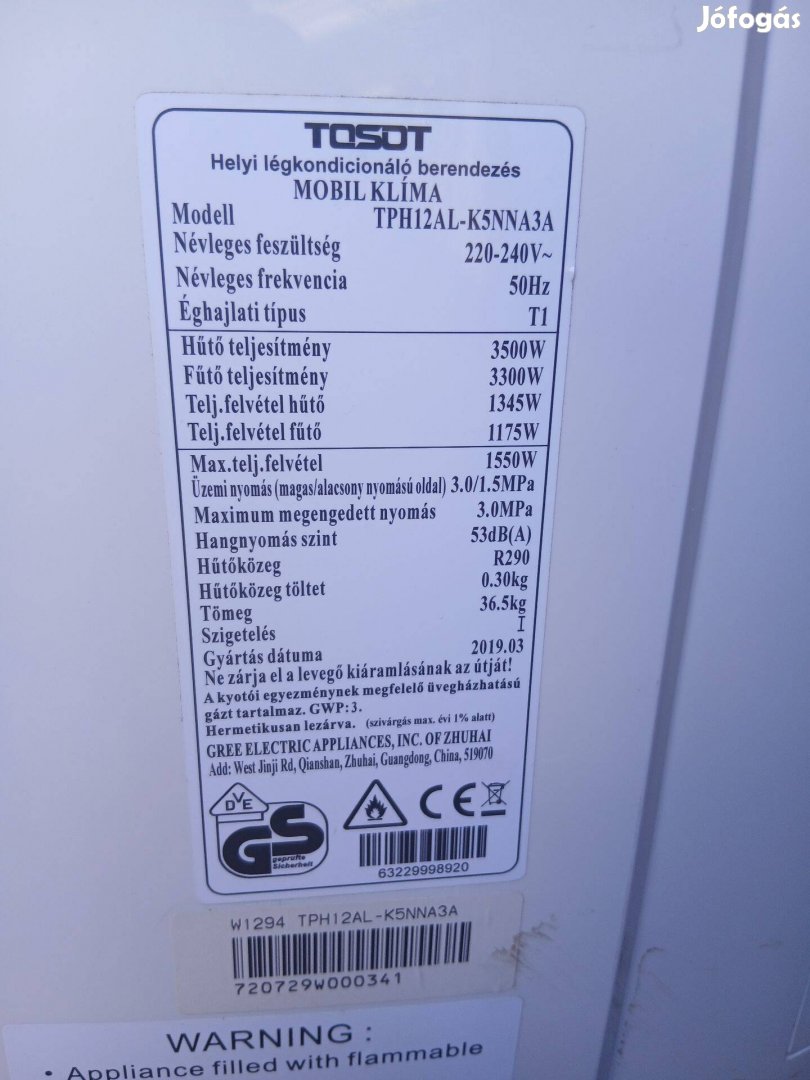 Jófogás
TOSOT
Helyi légkondicionáló berendezés
MOBIL KLÍMA
Modell TPH12AL-K5NNA3A
Névleges feszültség 220-240V~
Névleges frekvencia 50Hz
Éghajlati típus T1
Hűtő teljesítmény 3500W
Fűtő teljesítmény 3300W
Telj.felvétel hűtő 1345W
Telj.felvétel fűtő 1175W
Max.telj.felvétel 1550W
Üzemi nyomás (magas/alacsony nyomású oldal) 3.0/1.5MPa
Maximum megengedett nyomás 3.0MPa
Hangnyomás szint 53dB(A)
Hűtőközeg R290
Hűtőközeg töltet 0.30kg
Tömeg 36.5kg
Szigetelés I
Gyártás dátuma 2019.03
Ne zárja el a levegő kiáramlásának az útját!
A kyotói egyezménynek megfelelő üvegházhatású
gázt tartalmaz. GWP:3.
Hermetikusan lezárva. (szivárgás max. évi 1% alatt)
GREE ELECTRIC APPLIANCES, INC. OF ZHUHAI
Add: West Jinji Rd, Qianshan, Zhuhai, Guangdong, China, 519070
DVE
GS
geprüfte
Sicherheit
CE
63229998920
W1294 TPH12AL-K5NNA3A
720729W000341
WARNING :
• Appliance filled with flammable